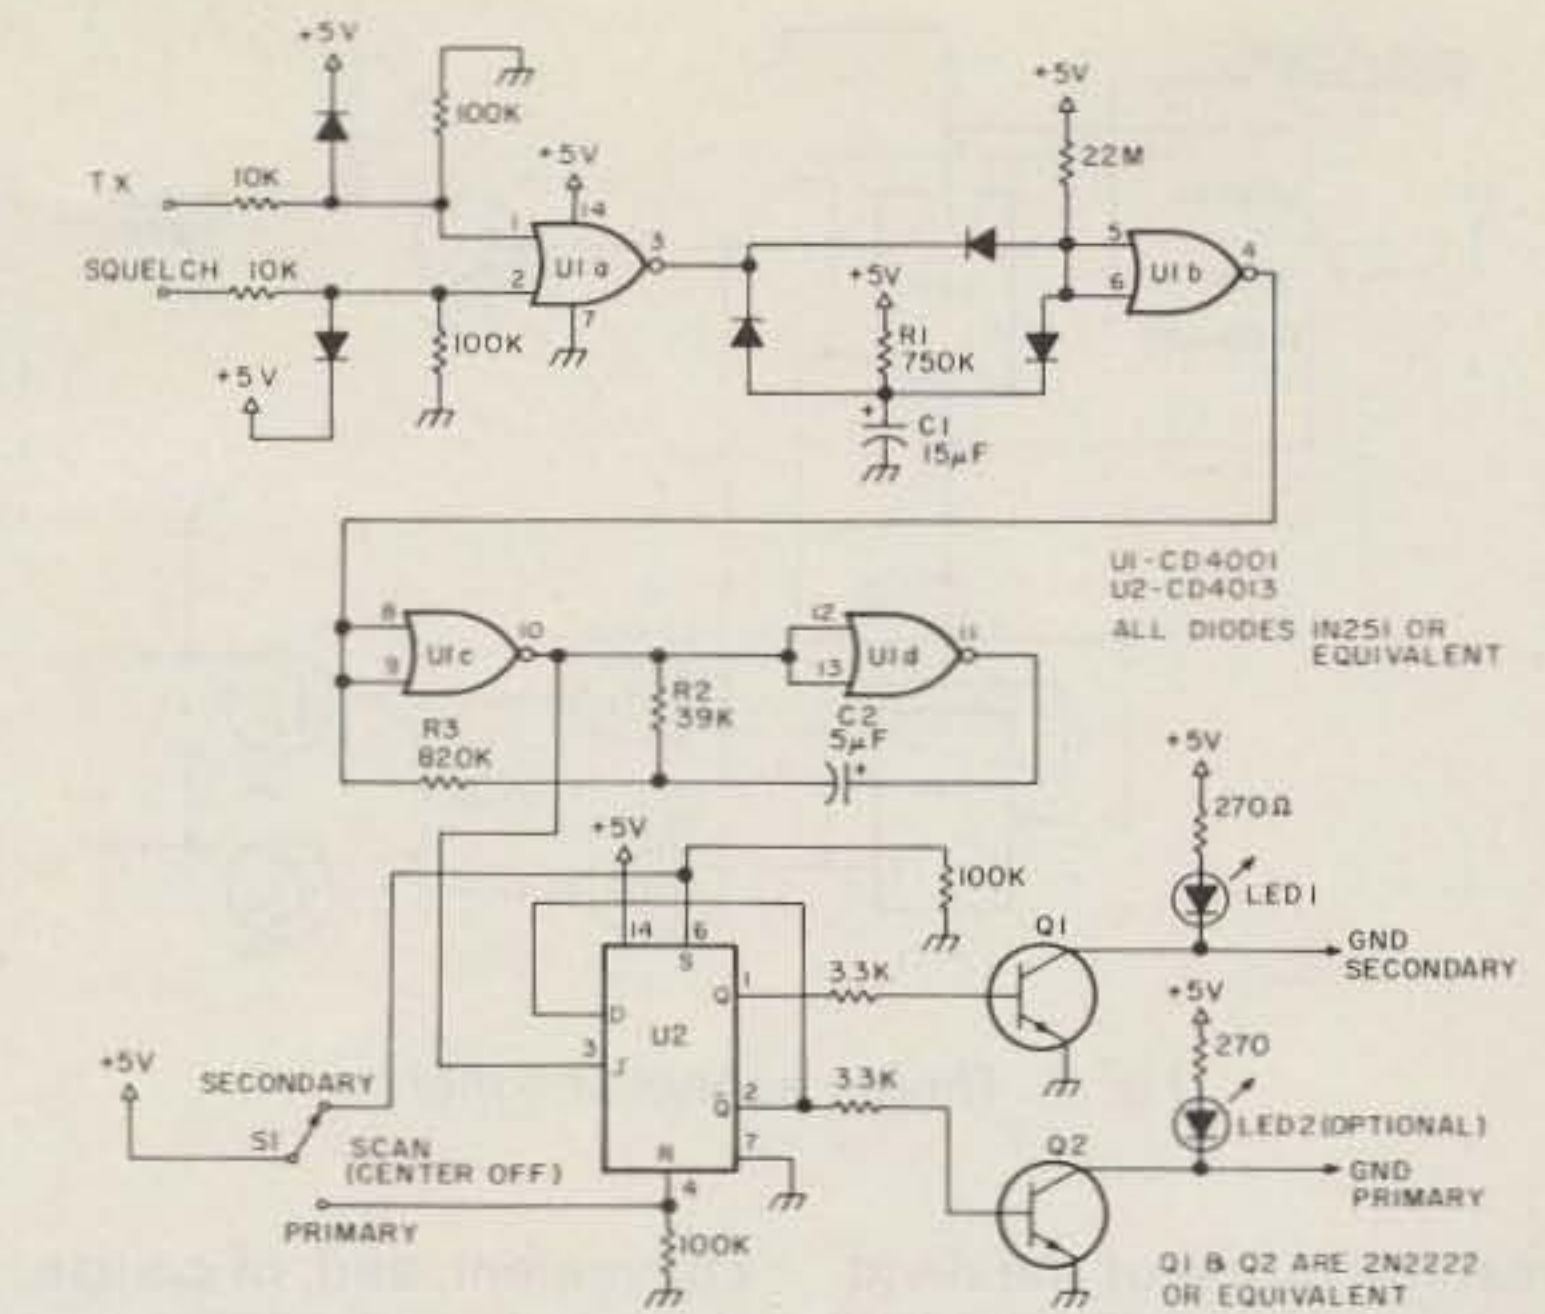 +5V
100K
TX
10K
+5V
14
1
SQUELCH
10K
2
U1a
3
7
100K
+5V
+5V
22M
5
6
U1b
4
+5V
R1
750K
+
C1
15µF
U1-CD4001
U2-CD4013
ALL DIODES IN251 OR
EQUIVALENT
8
9
U1c
10
12
13
U1d
11
R2
39K
R3
820K
C2
5µF
+
+5V
14
6
S
100K
D
3
U2
Q
1
Q̅
2
7
4
100K
3.3K
3.3K
+5V
S1
SECONDARY
SCAN
(CENTER OFF)
PRIMARY
Q1
+5V
270Ω
LED1
GND
SECONDARY
+5V
270
LED2(OPTIONAL)
Q2
GND
PRIMARY
Q1 & Q2 ARE 2N2222
OR EQUIVALENT